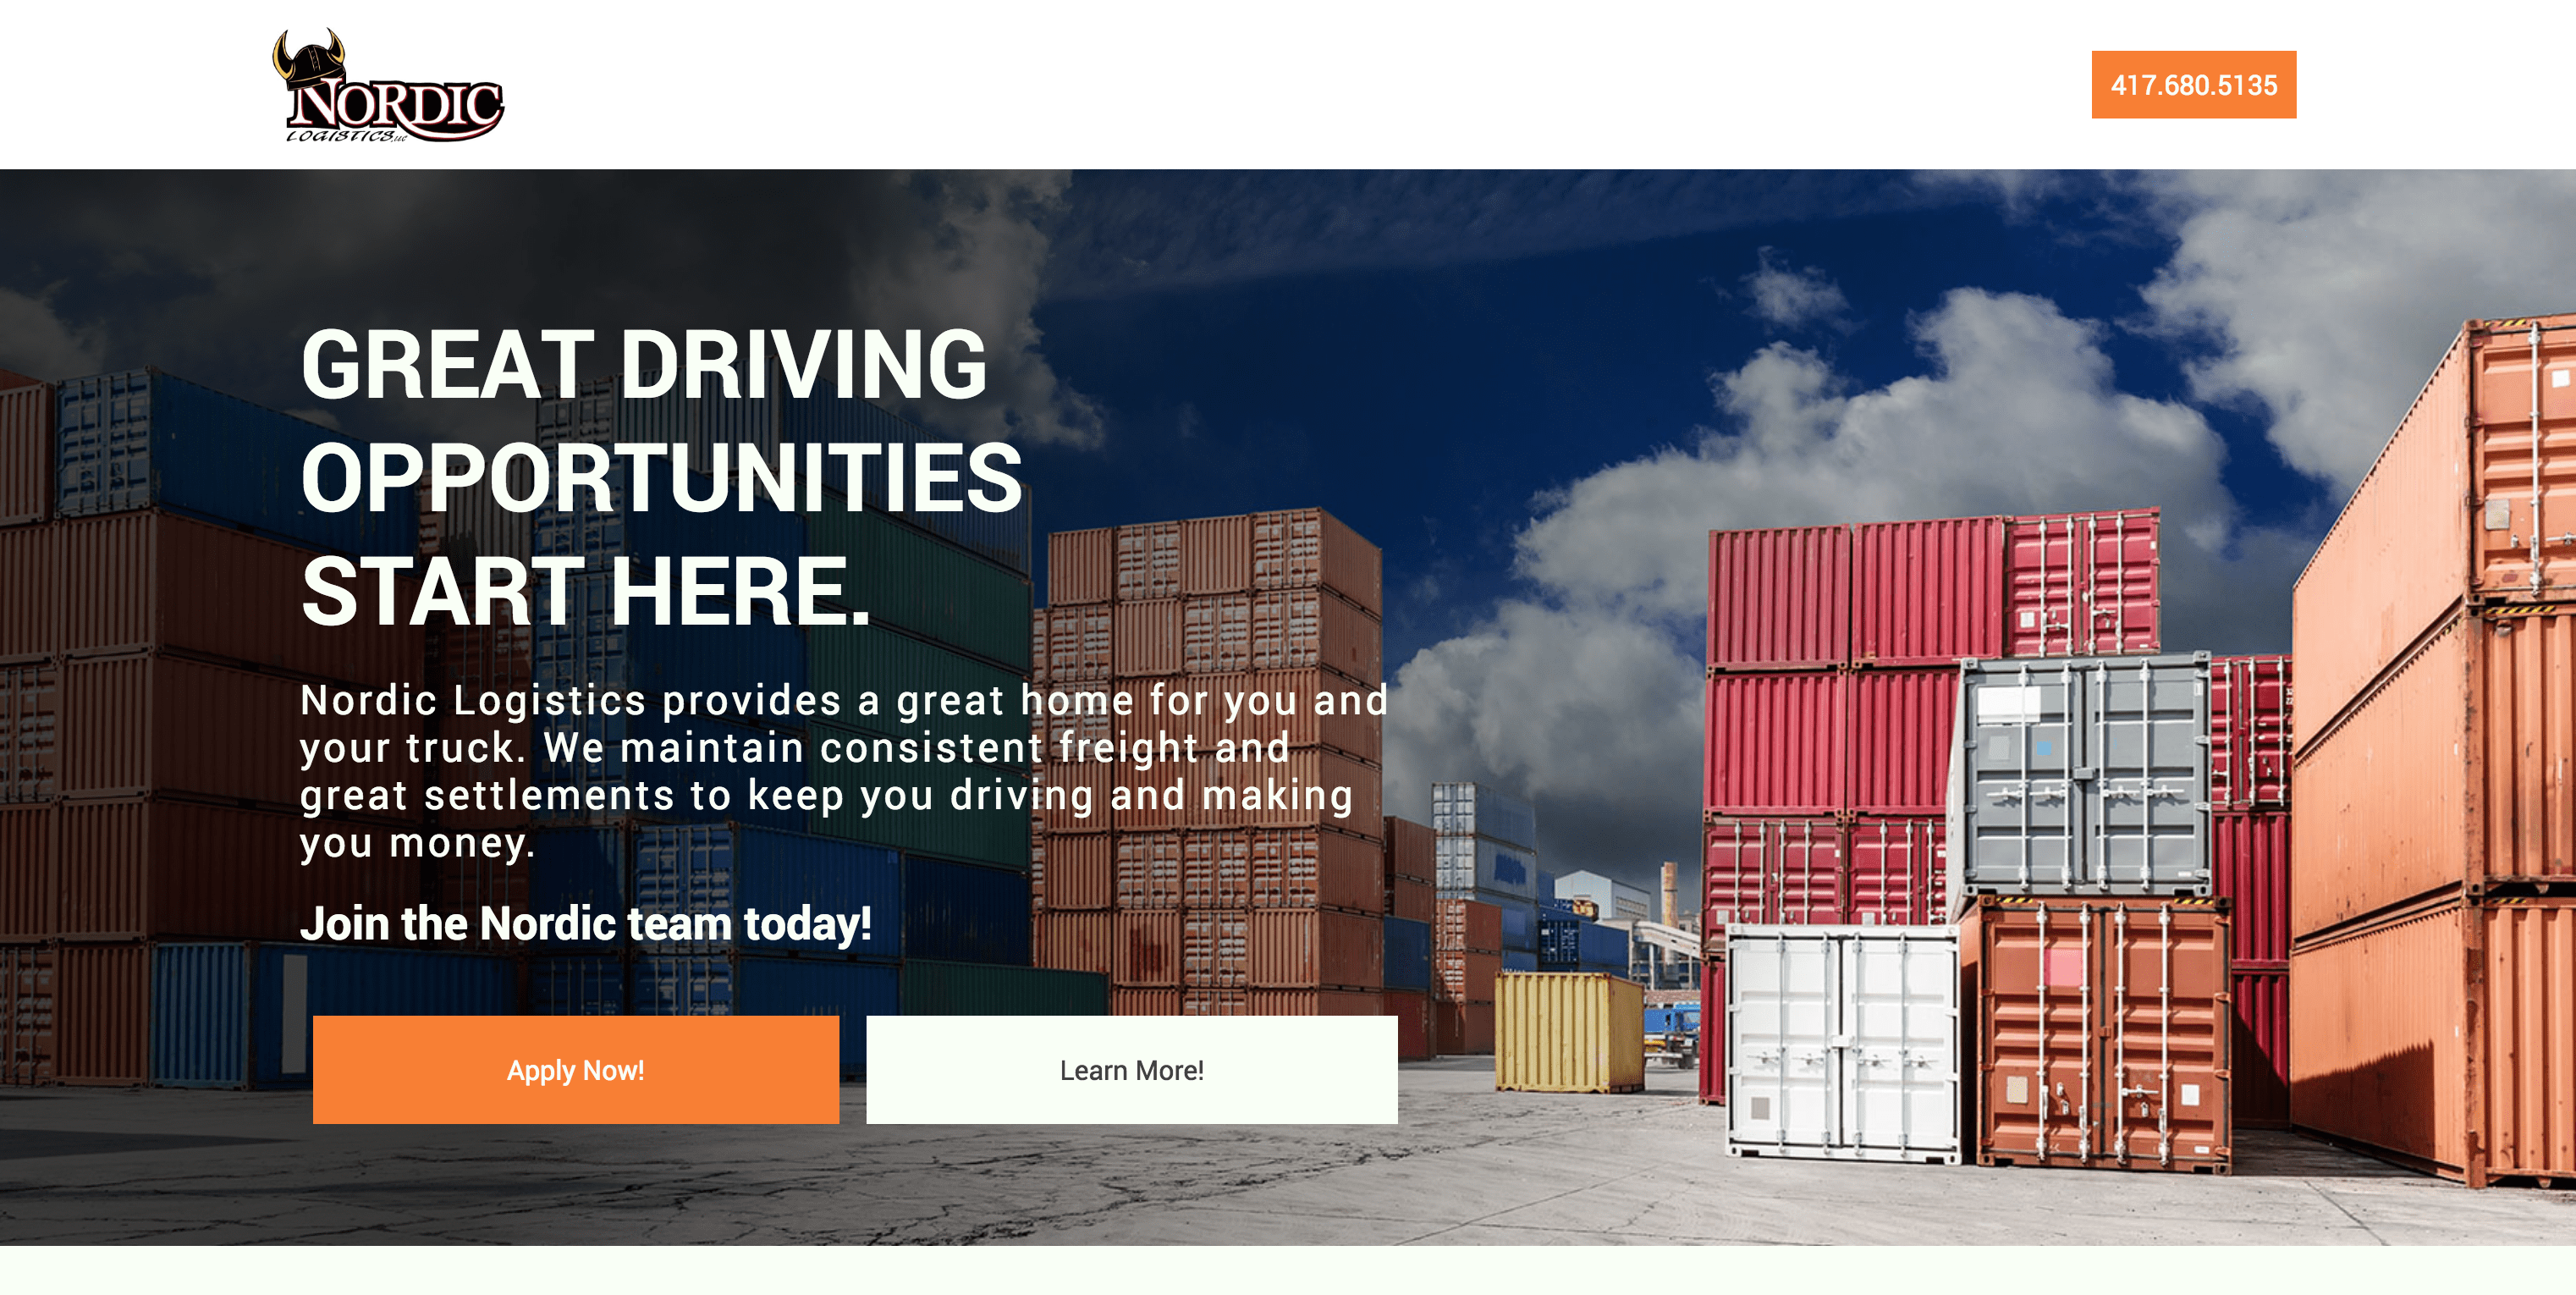 NORDIC
LOGISTICS, LLC
417.680.5135
GREAT DRIVING
OPPORTUNITIES
START HERE.
Nordic Logistics provides a great home for you and
your truck. We maintain consistent freight and
great settlements to keep you driving and making
you money.
Join the Nordic team today!
Apply Now!
Learn More!